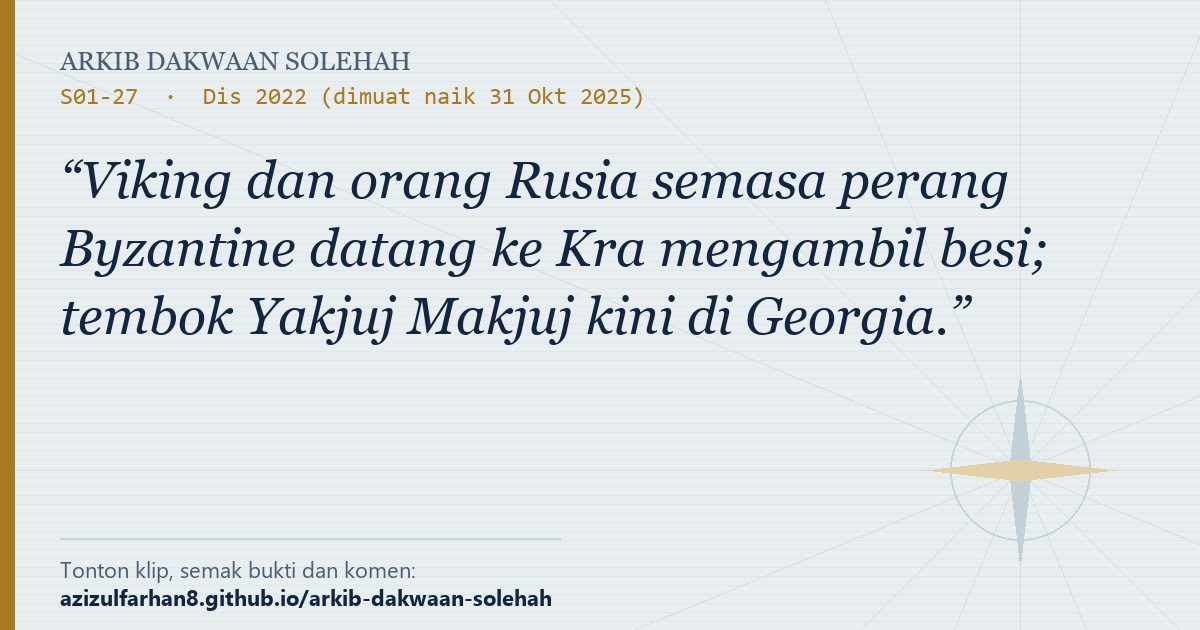 ARKIB DAKWAAN SOLEHAH
S01-27 · Dis 2022 (dimuat naik 31 Okt 2025)
“Viking dan orang Rusia semasa perang
Byzantine datang ke Kra mengambil besi;
tembok Yakjuj Makjuj kini di Georgia.”
Tonton klip, semak bukti dan komen:
azizulfarhan8.github.io/arkib-dakwaan-solehah